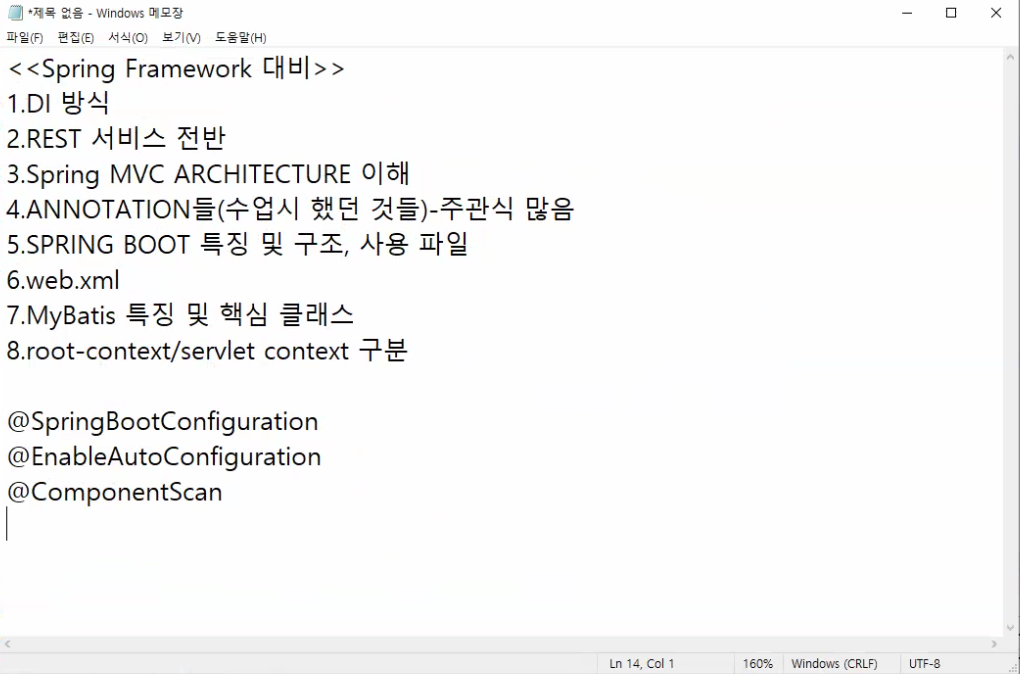 *제목 없음 - Windows 메모장
파일(F) 편집(E) 서식(O) 보기(V) 도움말(H)
<<Spring Framework 대비>>
1.DI 방식
2.REST 서비스 전반
3.Spring MVC ARCHITECTURE 이해
4.ANNOTATION들(수업시 했던 것들)-주관식 많음
5.SPRING BOOT 특징 및 구조, 사용 파일
6.web.xml
7.MyBatis 특징 및 핵심 클래스
8.root-context/servlet context 구분
@SpringBootConfiguration
@EnableAutoConfiguration
@ComponentScan
Ln 14, Col 1 160% Windows (CRLF) UTF-8